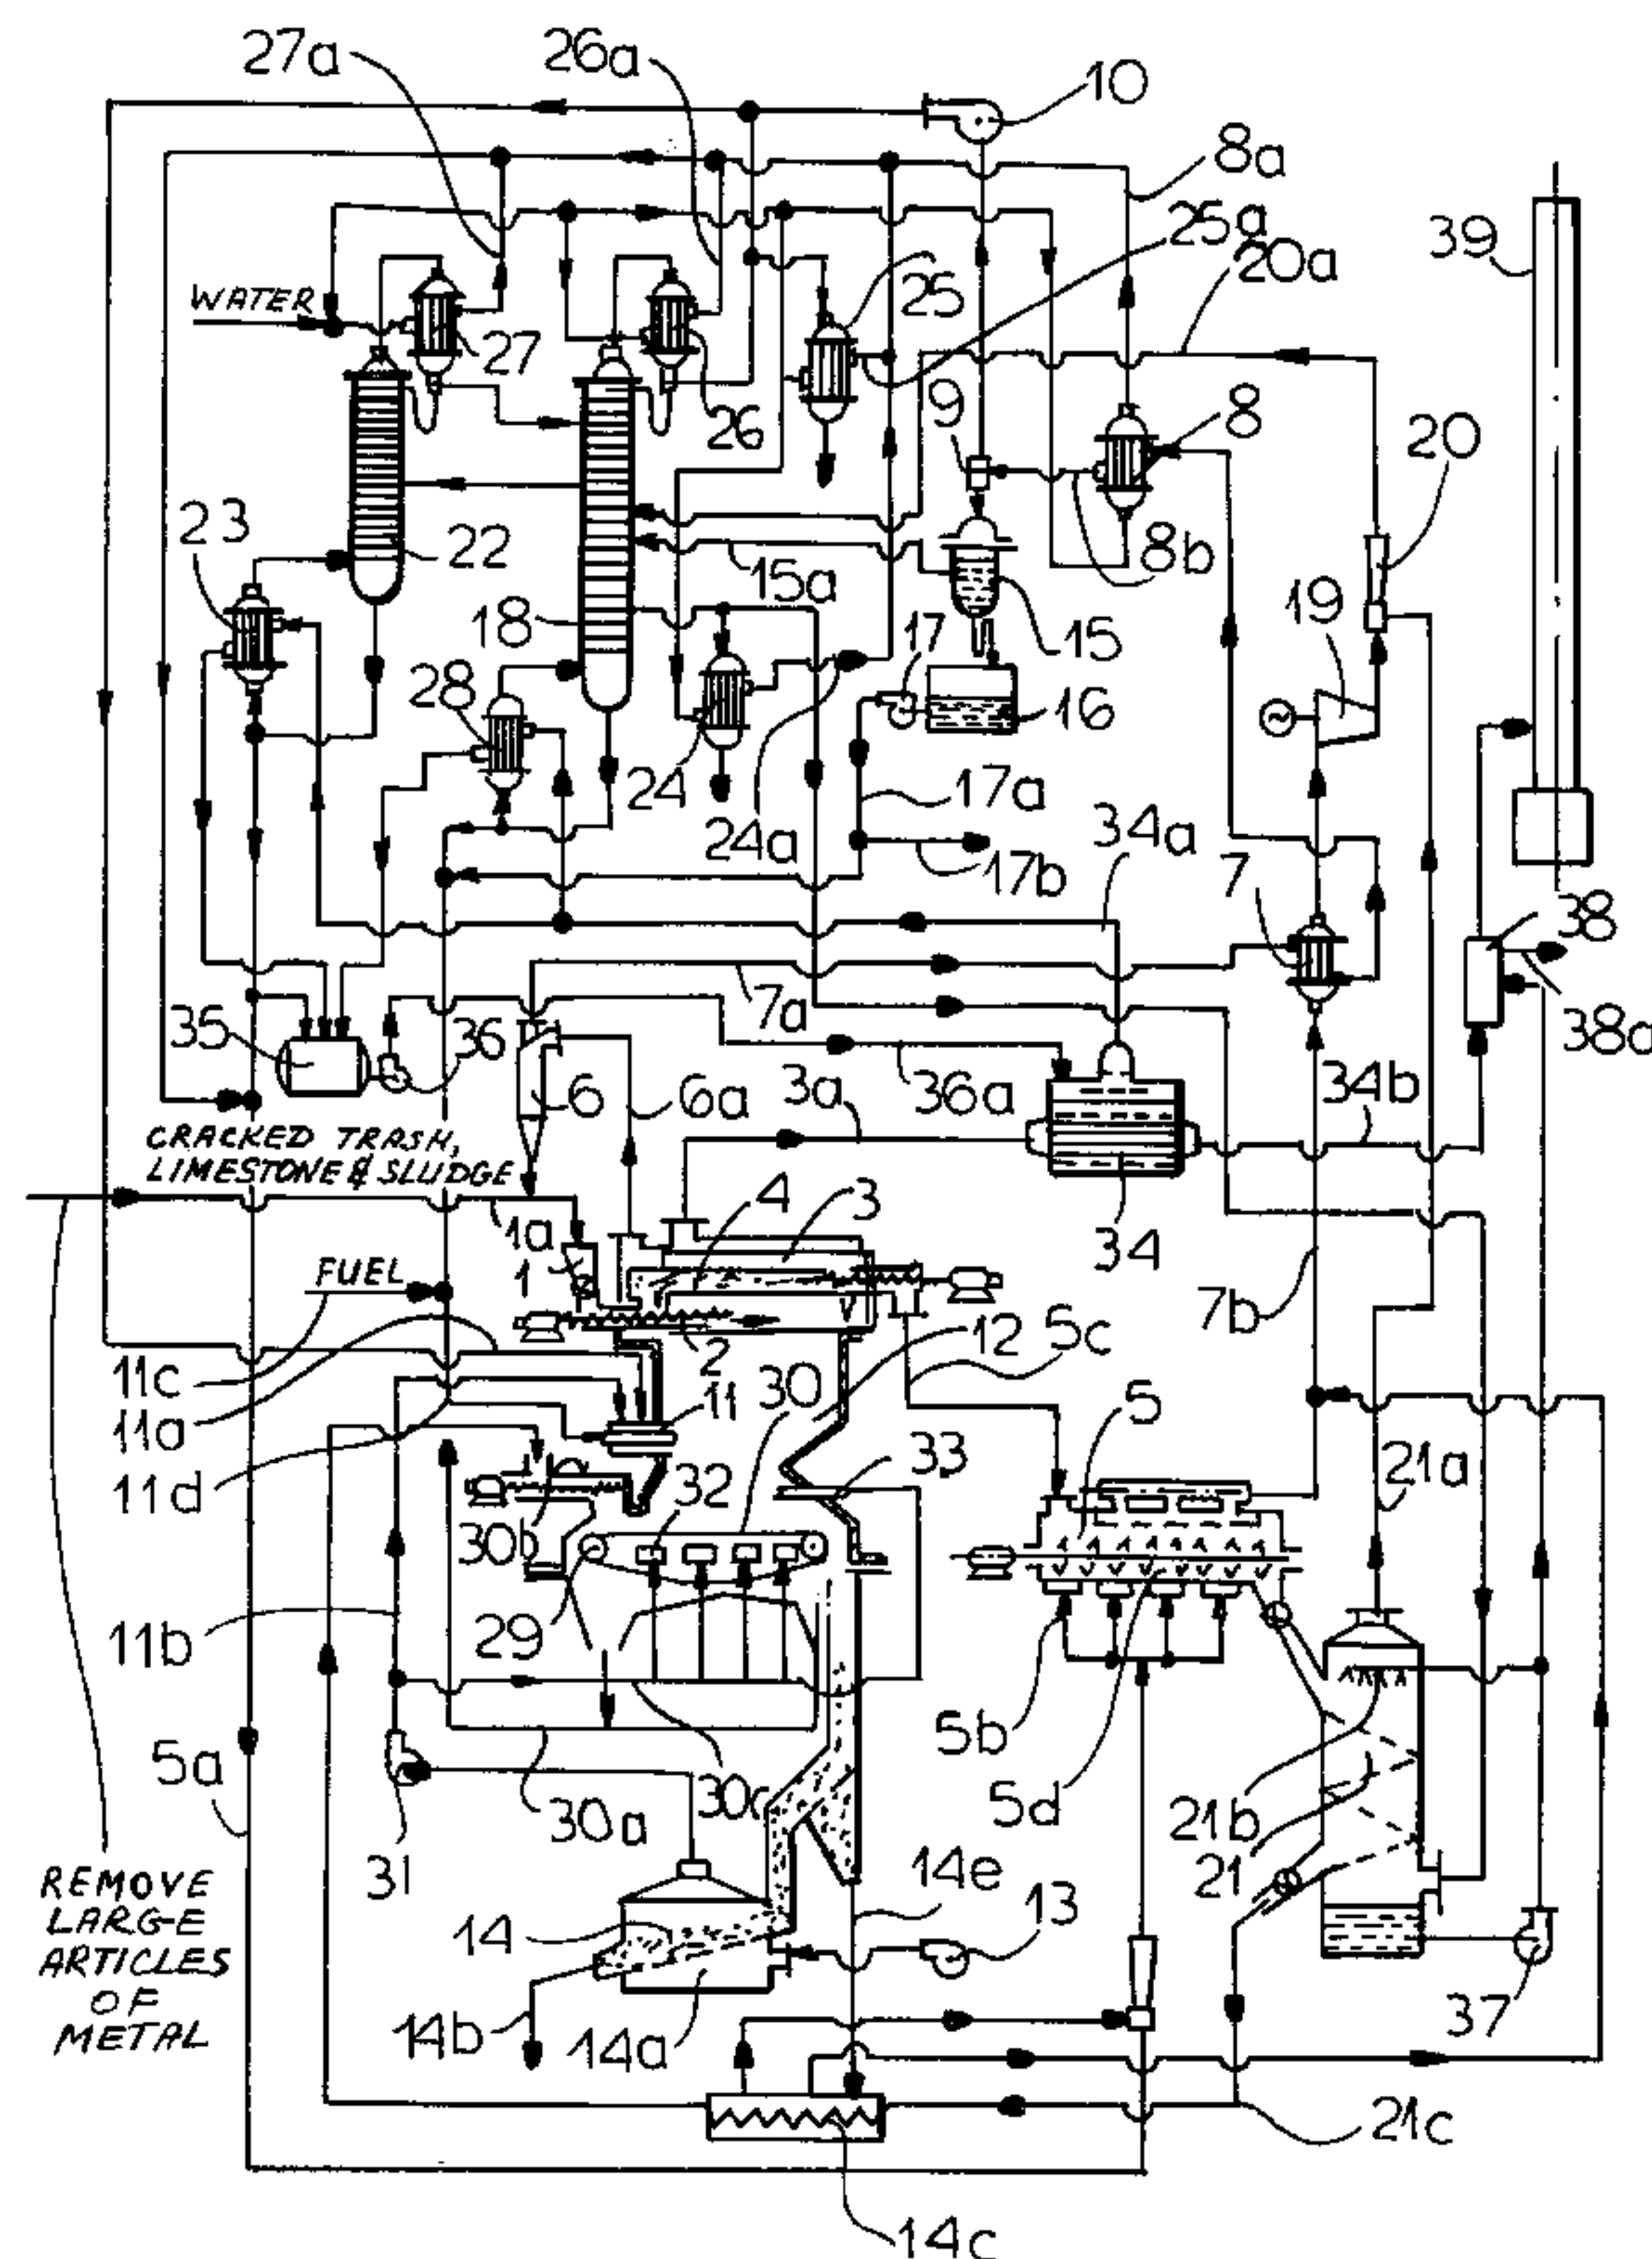 27a
26a
10
8a
25a
20a
39
WATER
25
27
26
9
8
20
23
22
15a
8b
19
18
17
15
28
16
24
17a
34a
24a
17b
7
38
7a
35
36
38a
6
6a
3a
36a
34b
CRACKED TRASH,
LIMESTONE & SLUDGE
4
3
1a
34
1
FUEL
7b
2
12
5c
11c
30
5
11
11a
33
21a
11d
32
30b
29
11b
5b
5a
30c
5d
21b
30a
21
31
14e
REMOVE
LARG-E
ARTICLES
OF
METAL
14
13
37
14b
14a
21c
14c